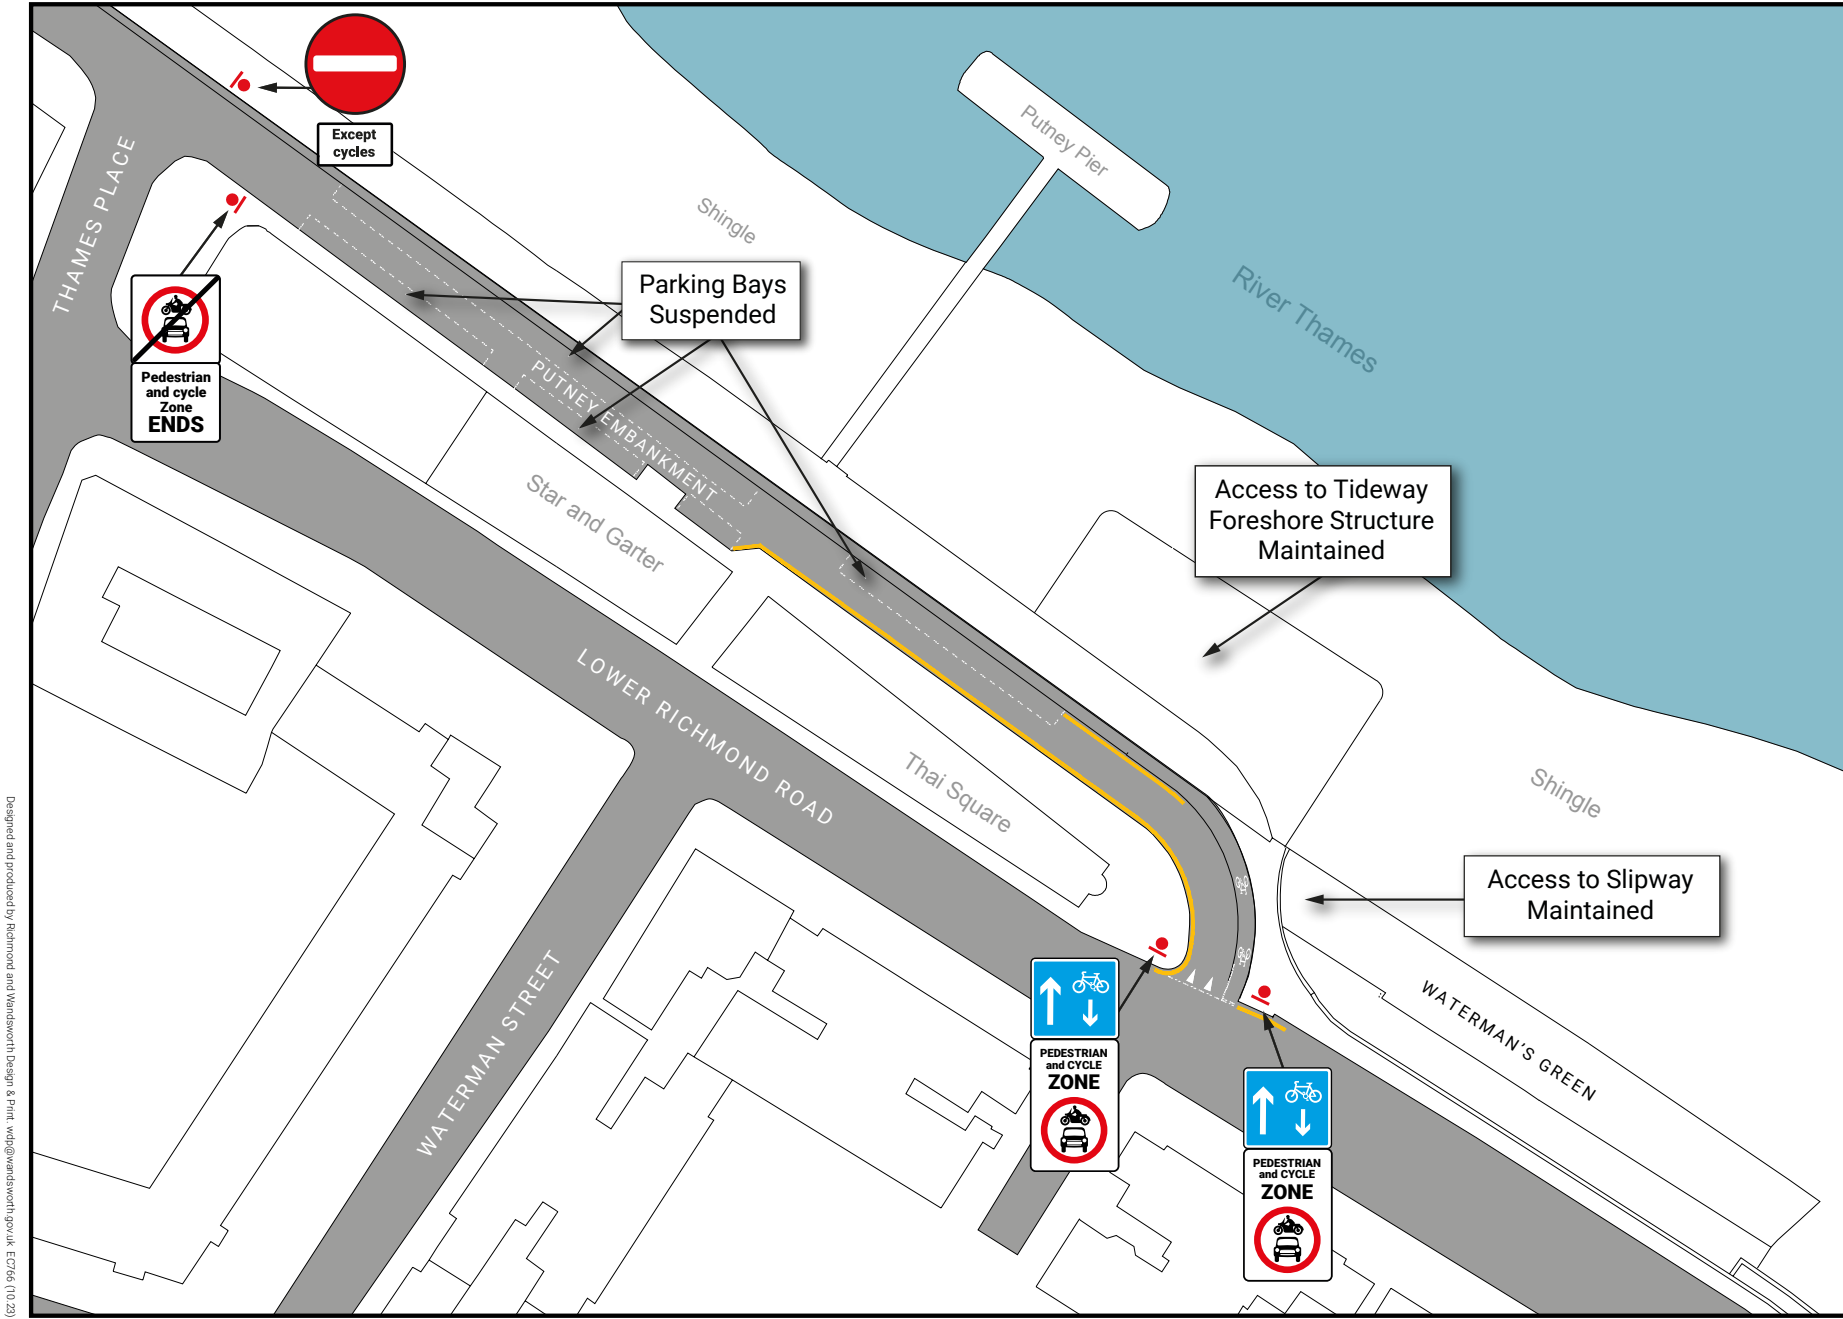 Except
cycles
THAMES PLACE
Pedestrian
and cycle
Zone
ENDS
Shingle
Putney Pier
River Thames
Parking Bays
Suspended
PUTNEY EMBANKMENT
Star and Garter
Access to Tideway
Foreshore Structure
Maintained
LOWER RICHMOND ROAD
Thai Square
Shingle
Access to Slipway
Maintained
WATERMAN STREET
WATERMAN'S GREEN
PEDESTRIAN
and CYCLE
ZONE
PEDESTRIAN
and CYCLE
ZONE
Designed and produced by Richmond and Wandsworth Design & Print. wdp@wandsworth.gov.uk EC766 (10.23)